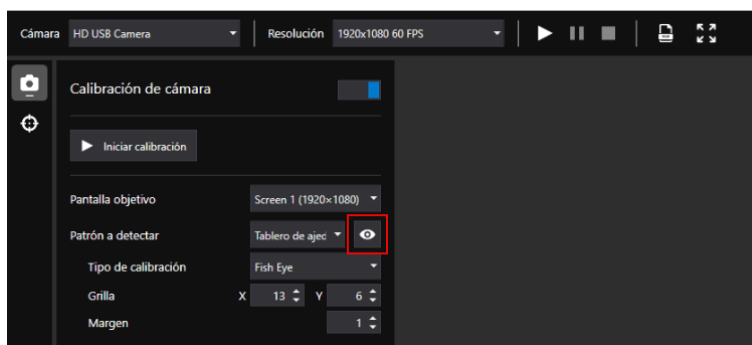 Cámara HD USB Camera Resolución 1920x1080 60 FPS
Calibración de cámara
Iniciar calibración
Pantalla objetivo Screen 1 (1920×1080)
Patrón a detectar Tablero de ajec
Tipo de calibración Fish Eye
Grilla X 13 Y 6
Margen 1